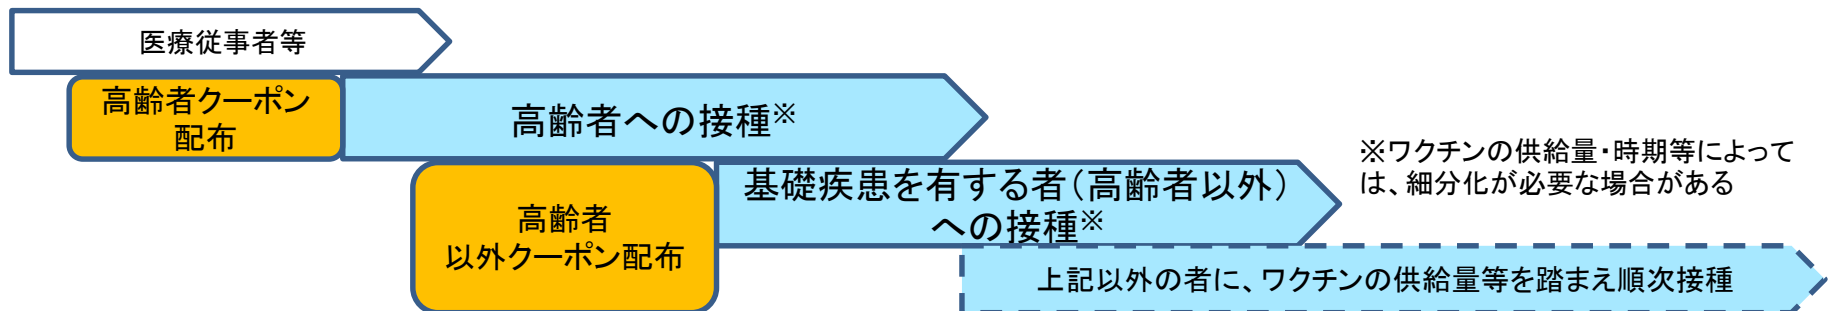 医療従事者等
高齢者クーポン
配布
高齢者への接種※
※ワクチンの供給量・時期等によって
は、細分化が必要な場合がある
基礎疾患を有する者（高齢者以外）
への接種※
高齢者
以外クーポン配布
上記以外の者に、ワクチンの供給量等を踏まえ順次接種